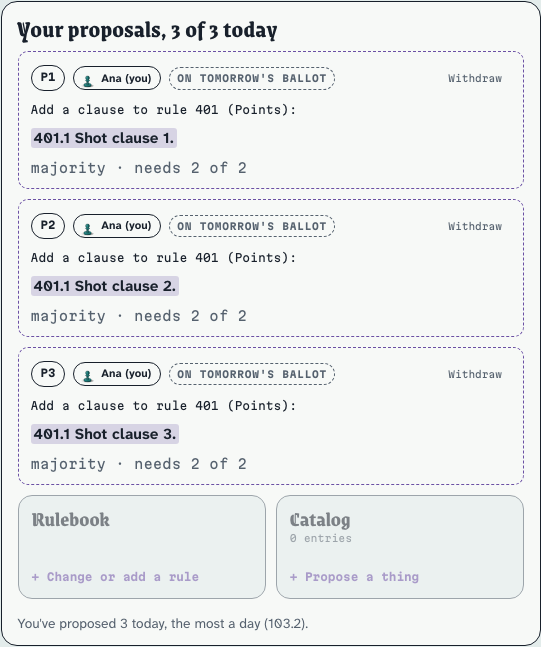 Your proposals, 3 of 3 today
P1 Ana (you) ON TOMORROW'S BALLOT Withdraw
Add a clause to rule 401 (Points):
401.1 Shot clause 1.
majority · needs 2 of 2
P2 Ana (you) ON TOMORROW'S BALLOT Withdraw
Add a clause to rule 401 (Points):
401.1 Shot clause 2.
majority · needs 2 of 2
P3 Ana (you) ON TOMORROW'S BALLOT Withdraw
Add a clause to rule 401 (Points):
401.1 Shot clause 3.
majority · needs 2 of 2
Rulebook
+ Change or add a rule
Catalog
0 entries
+ Propose a thing
You've proposed 3 today, the most a day (103.2).